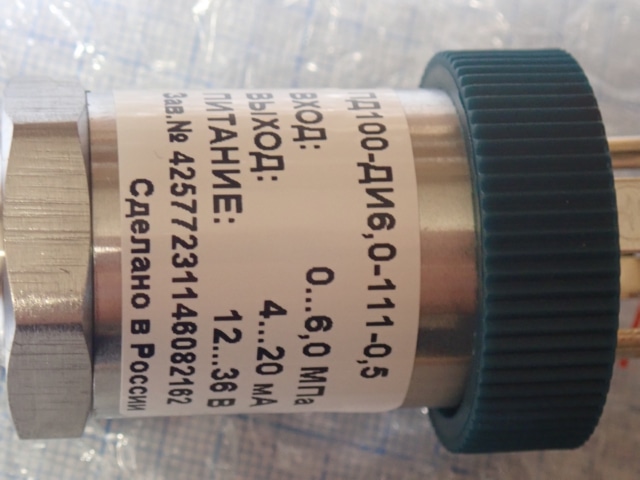 ПД100-ДИ6,0-111-0,5
ВХОД: 0...6,0 МПа
ВЫХОД: 4...20 мА
ПИТАНИЕ: 12...36 В
Зав.№ 42577231146082162
Сделано в России